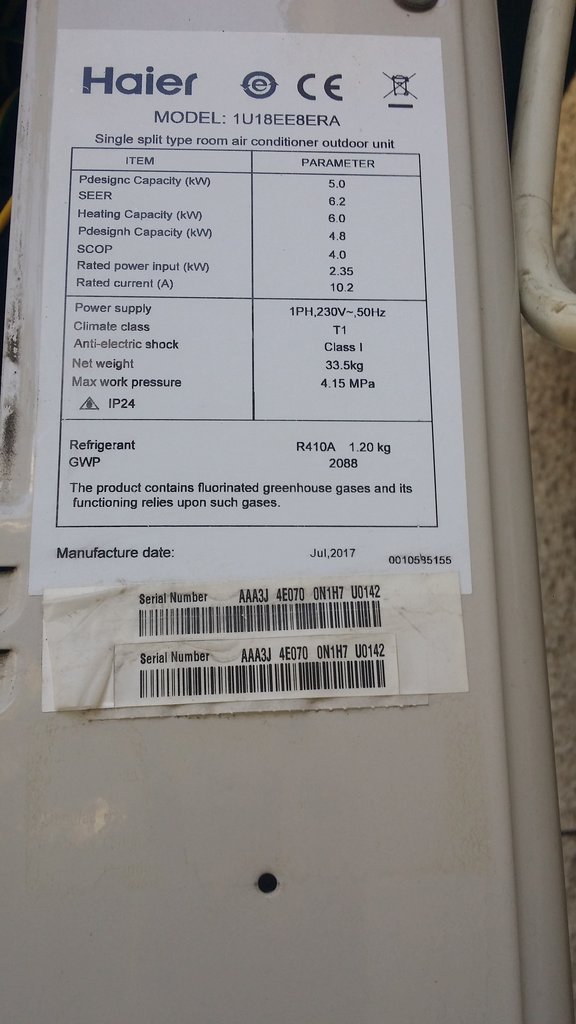 Haier e CE
MODEL: 1U18EE8ERA
Single split type room air conditioner outdoor unit
ITEM PARAMETER
Pdesignc Capacity (kW) 5.0
SEER 6.2
Heating Capacity (kW) 6.0
Pdesignh Capacity (kW) 4.8
SCOP 4.0
Rated power input (kW) 2.35
Rated current (A) 10.2
Power supply 1PH,230V~,50Hz
Climate class T1
Anti-electric shock Class I
Net weight 33.5kg
Max work pressure 4.15 MPa
IP24
Refrigerant R410A 1.20 kg
GWP 2088
The product contains fluorinated greenhouse gases and its
functioning relies upon such gases.
Manufacture date: Jul,2017
Serial Number AAA3J 4E070 0N1H7 U0142
Serial Number AAA3J 4E070 0N1H7 U0142